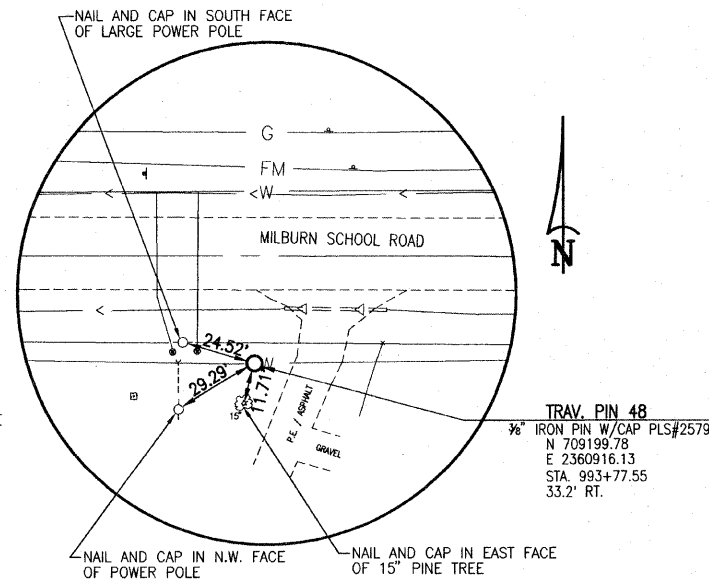 NAIL AND CAP IN SOUTH FACE
OF LARGE POWER POLE
G
FM
W
MILBURN SCHOOL ROAD
N
24.52'
W
29.29'
11.71'
15"
P.E. / ASPHALT
GRAVEL
TRAV. PIN 48
⅜" IRON PIN W/CAP PLS#2579
N 709199.78
E 2360916.13
STA. 993+77.55
33.2' RT.
NAIL AND CAP IN N.W. FACE
OF POWER POLE
NAIL AND CAP IN EAST FACE
OF 15" PINE TREE